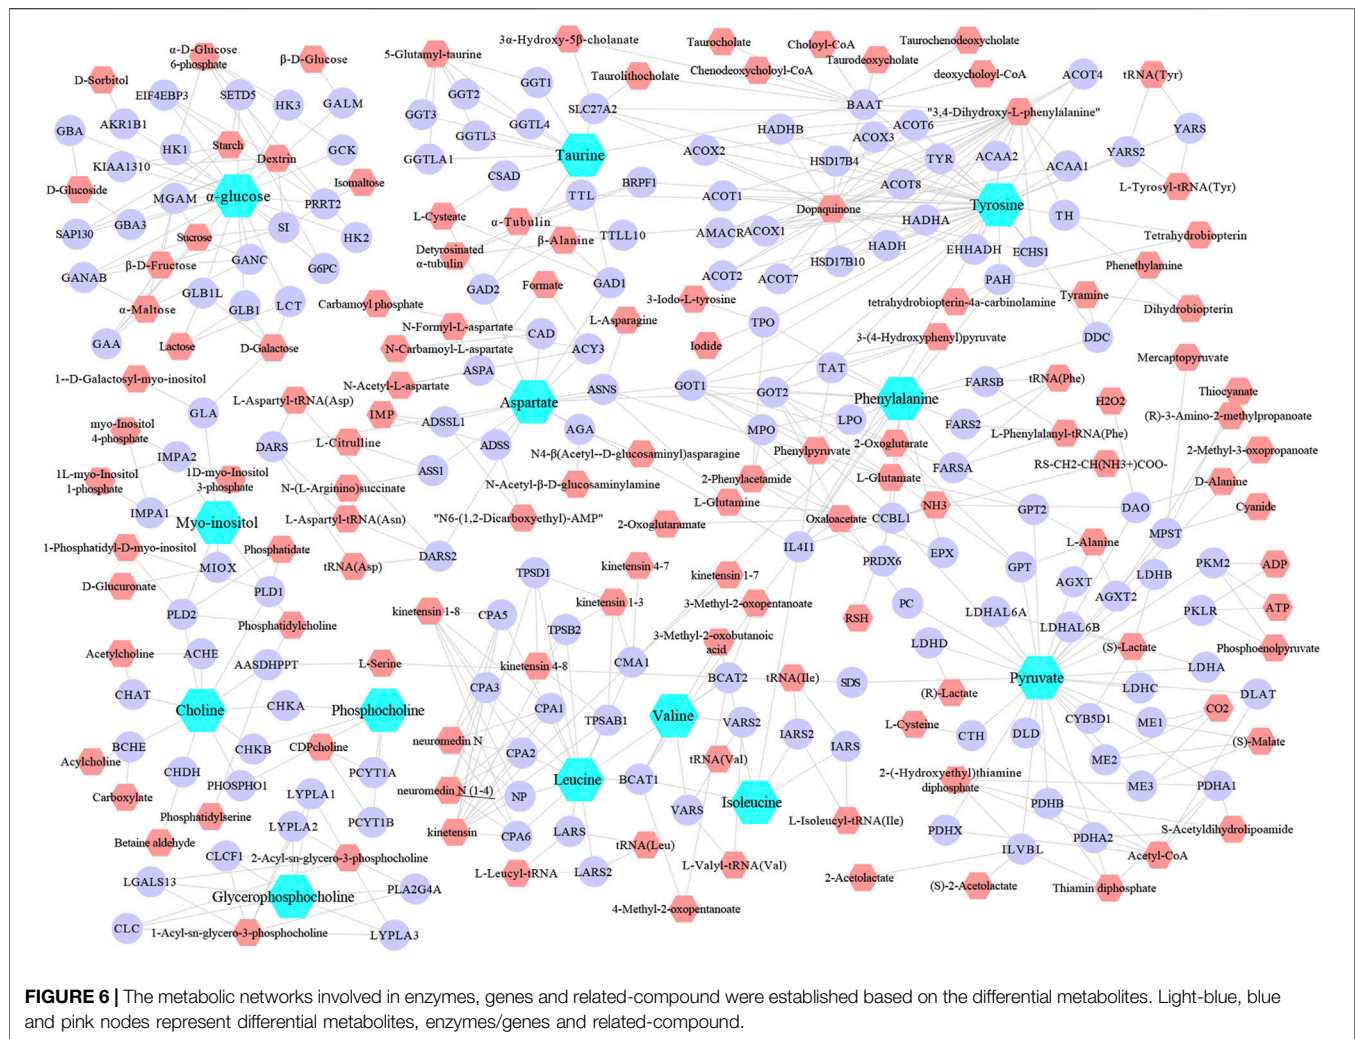 α-D-Glucose
6-phosphate
β-D-Glucose
D-Sorbitol
EIF4EBP3
SETD5
HK3
GALM
GBA
AKR1B1
HK1
Starch
Dextrin
GCK
KIAA1310
Isomaltose
D-Glucoside
MGAM
α-glucose
PRRT2
SAP130
GBA3
Sucrose
SI
HK2
GANAB
β-D-Fructose
GANC
G6PC
GLB1L
GLB1
LCT
α-Maltose
GAA
Lactose
D-Galactose
5-Glutamyl-taurine
3α-Hydroxy-5β-cholanate
Taurolithocholate
GGT1
GGT2
GGT3
GGTL3
GGTL4
GGTLA1
SLC27A2
Taurine
CSAD
TTL
BRPF1
L-Cysteate
α-Tubulin
β-Alanine
TTLL10
Detyrosinated
α-tubulin
GAD2
GAD1
Taurocholate
Choloyl-CoA
Taurochenodeoxycholate
Taurodeoxycholate
Chenodeoxycholoyl-CoA
deoxycholoyl-CoA
ACOT4
tRNA(Tyr)
BAAT
"3,4-Dihydroxy-L-phenylalanine"
HADHB
ACOX3
ACOT6
YARS
ACOX2
HSD17B4
TYR
ACAA2
ACAA1
YARS2
ACOT8
L-Tyrosyl-tRNA(Tyr)
ACOT1
Dopaquinone
Tyrosine
TH
AMACR
ACOX1
HADHA
Tetrahydrobiopterin
HADH
EHHADH
ECHS1
HSD17B10
Phenethylamine
ACOT2
ACOT7
PAH
Tyramine
Dihydrobiopterin
tetrahydrobiopterin-4a-carbinolamine
3-Iodo-L-tyrosine
TPO
Iodide
3-(4-Hydroxyphenyl)pyruvate
DDC
Carbamoyl phosphate
Formate
N-Formyl-L-aspartate
CAD
L-Asparagine
N-Carbamoyl-L-aspartate
ACY3
ASPA
N-Acetyl-L-aspartate
Aspartate
ASNS
IMP
ADSSL1
ADSS
AGA
L-Citrulline
ASS1
N4-β(Acetyl--D-glucosaminyl)asparagine
N-Acetyl-β-D-glucosaminylamine
N-(L-Arginino)succinate
"N6-(1,2-Dicarboxyethyl)-AMP"
L-Aspartyl-tRNA(Asp)
DARS
L-Aspartyl-tRNA(Asn)
tRNA(Asp)
DARS2
GOT1
GOT2
TAT
MPO
LPO
Phenylalanine
FARSB
tRNA(Phe)
FARS2
L-Phenylalanyl-tRNA(Phe)
FARSA
Mercaptopyruvate
Thiocyanate
H2O2
(R)-3-Amino-2-methylpropanoate
2-Methyl-3-oxopropanoate
RS-CH2-CH(NH3+)COO-
D-Alanine
Cyanide
Phenylpyruvate
2-Oxoglutarate
2-Phenylacetamide
L-Glutamate
L-Glutamine
NH3
2-Oxoglutaramate
Oxaloacetate
CCBL1
GPT2
DAO
MPST
IL4I1
PRDX6
EPX
RSH
1--D-Galactosyl-myo-inositol
GLA
myo-Inositol
4-phosphate
IMPA2
1L-myo-Inositol
1-phosphate
1D-myo-Inositol
3-phosphate
IMPA1
Myo-inositol
1-Phosphatidyl-D-myo-inositol
MIOX
Phosphatidate
D-Glucuronate
PLD1
PLD2
Phosphatidylcholine
Acetylcholine
ACHE
AASDHPPT
L-Serine
CHAT
CHKA
Choline
Phosphocholine
BCHE
CHKB
CDPcholine
Acylcholine
CHDH
PHOSPHO1
PCYT1A
Carboxylate
PCYT1B
Betaine aldehyde
Phosphatidylserine
LYPLA1
LYPLA2
CLCF1
2-Acyl-sn-glycero-3-phosphocholine
LGALS13
PLA2G4A
Glycerophosphocholine
CLC
1-Acyl-sn-glycero-3-phosphocholine
LYPLA3
TPSD1
kinetensin 4-7
kinetensin 1-7
kinetensin 1-8
CPA5
kinetensin 1-3
3-Methyl-2-oxopentanoate
TPSB2
3-Methyl-2-oxobutanoic
acid
kinetensin 4-8
CMA1
BCAT2
tRNA(Ile)
SDS
CPA3
CPA1
TPSAB1
Valine
VARS2
IARS2
IARS
neuromedin N
CPA2
tRNA(Val)
Leucine
BCAT1
neuromedin N (1-4)
NP
VARS
Isoleucine
kinetensin
CPA6
LARS
L-Isoleucyl-tRNA(Ile)
tRNA(Leu)
L-Leucyl-tRNA
LARS2
L-Valyl-tRNA(Val)
4-Methyl-2-oxopentanoate
L-Alanine
GPT
AGXT
LDHB
PKM2
ADP
AGXT2
PKLR
ATP
PC
LDHAL6A
LDHAL6B
(S)-Lactate
Phosphoenolpyruvate
LDHD
LDHA
Pyruvate
LDHC
DLAT
(R)-Lactate
CYB5D1
ME1
CO2
L-Cysteine
CTH
DLD
ME2
(S)-Malate
2-(-Hydroxyethyl)thiamine
diphosphate
ME3
PDHA1
PDHB
PDHX
PDHA2
S-Acetyldihydrolipoamide
ILVBL
Acetyl-CoA
2-Acetolactate
(S)-2-Acetolactate
Thiamin diphosphate
FIGURE 6 | The metabolic networks involved in enzymes, genes and related-compound were established based on the differential metabolites. Light-blue, blue
and pink nodes represent differential metabolites, enzymes/genes and related-compound.